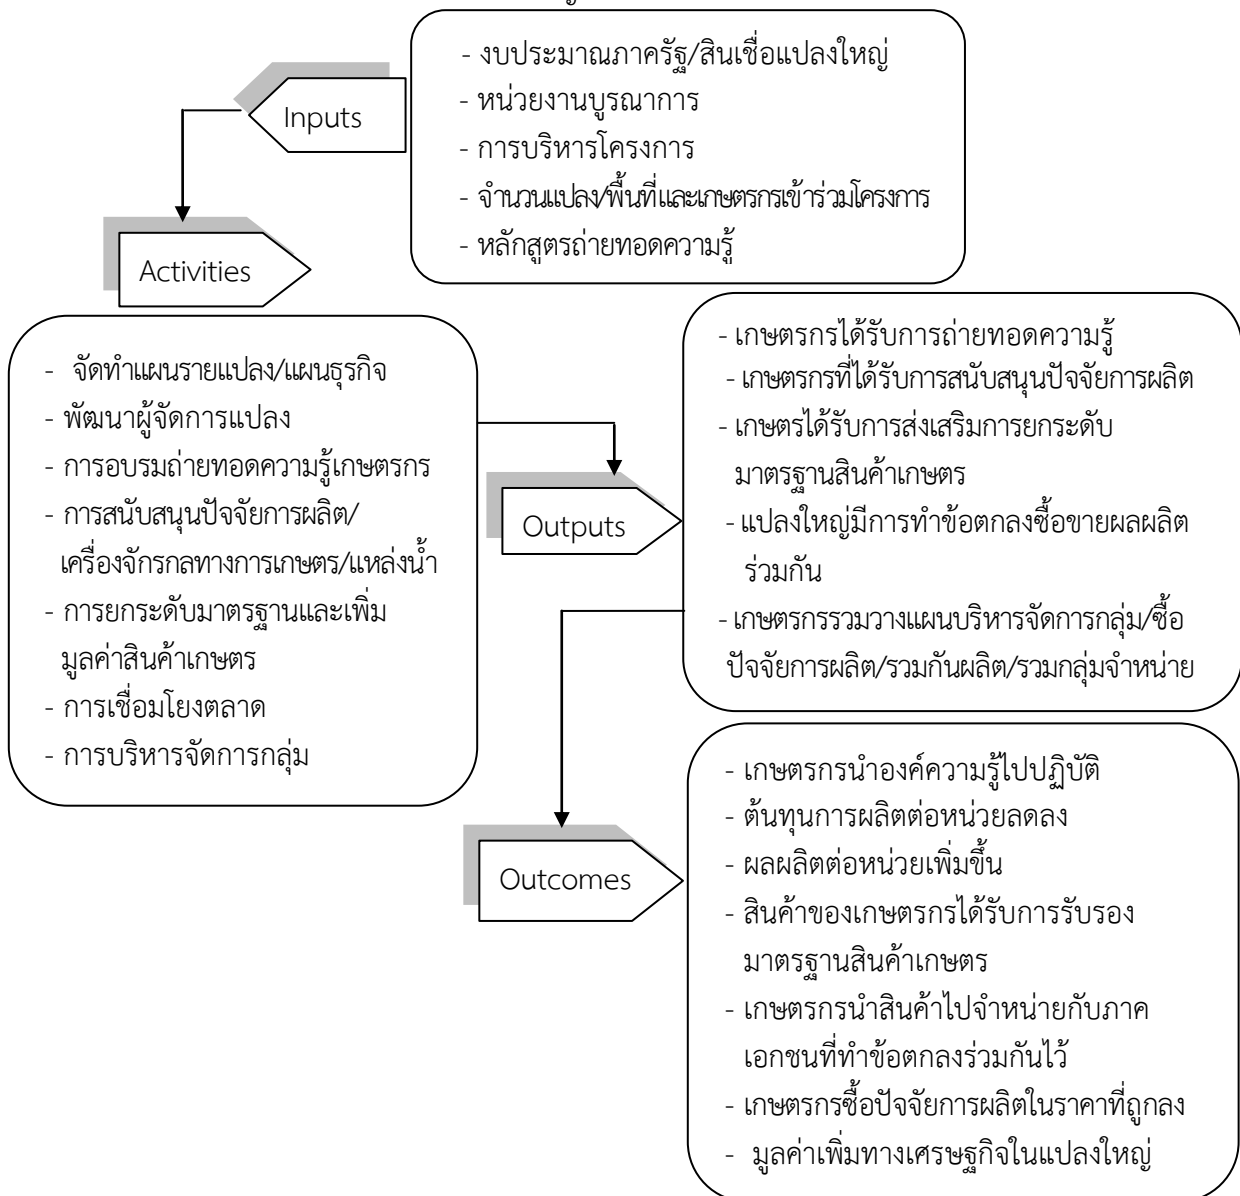 Inputs
- งบประมาณภาครัฐ/สินเชื่อแปลงใหญ่
- หน่วยงานบูรณาการ
- การบริหารโครงการ
- จำนวนแปลง/พื้นที่และเกษตรกรเข้าร่วมโครงการ
- หลักสูตรถ่ายทอดความรู้
Activities
- จัดทำแผนรายแปลง/แผนธุรกิจ
- พัฒนาผู้จัดการแปลง
- การอบรมถ่ายทอดความรู้เกษตรกร
- การสนับสนุนปัจจัยการผลิต/
เครื่องจักรกลทางการเกษตร/แหล่งน้ำ
- การยกระดับมาตรฐานและเพิ่ม
มูลค่าสินค้าเกษตร
- การเชื่อมโยงตลาด
- การบริหารจัดการกลุ่ม
Outputs
- เกษตรกรได้รับการถ่ายทอดความรู้
- เกษตรกรที่ได้รับการสนับสนุนปัจจัยการผลิต
- เกษตรได้รับการส่งเสริมการยกระดับ
มาตรฐานสินค้าเกษตร
- แปลงใหญ่มีการทำข้อตกลงซื้อขายผลผลิต
ร่วมกัน
- เกษตรกรรวมวางแผนบริหารจัดการกลุ่ม/ซื้อ
ปัจจัยการผลิต/รวมกันผลิต/รวมกลุ่มจำหน่าย
Outcomes
- เกษตรกรนำองค์ความรู้ไปปฏิบัติ
- ต้นทุนการผลิตต่อหน่วยลดลง
- ผลผลิตต่อหน่วยเพิ่มขึ้น
- สินค้าของเกษตรกรได้รับการรับรอง
มาตรฐานสินค้าเกษตร
- เกษตรกรนำสินค้าไปจำหน่ายกับภาค
เอกชนที่ทำข้อตกลงร่วมกันไว้
- เกษตรกรซื้อปัจจัยการผลิตในราคาที่ถูกลง
- มูลค่าเพิ่มทางเศรษฐกิจในแปลงใหญ่